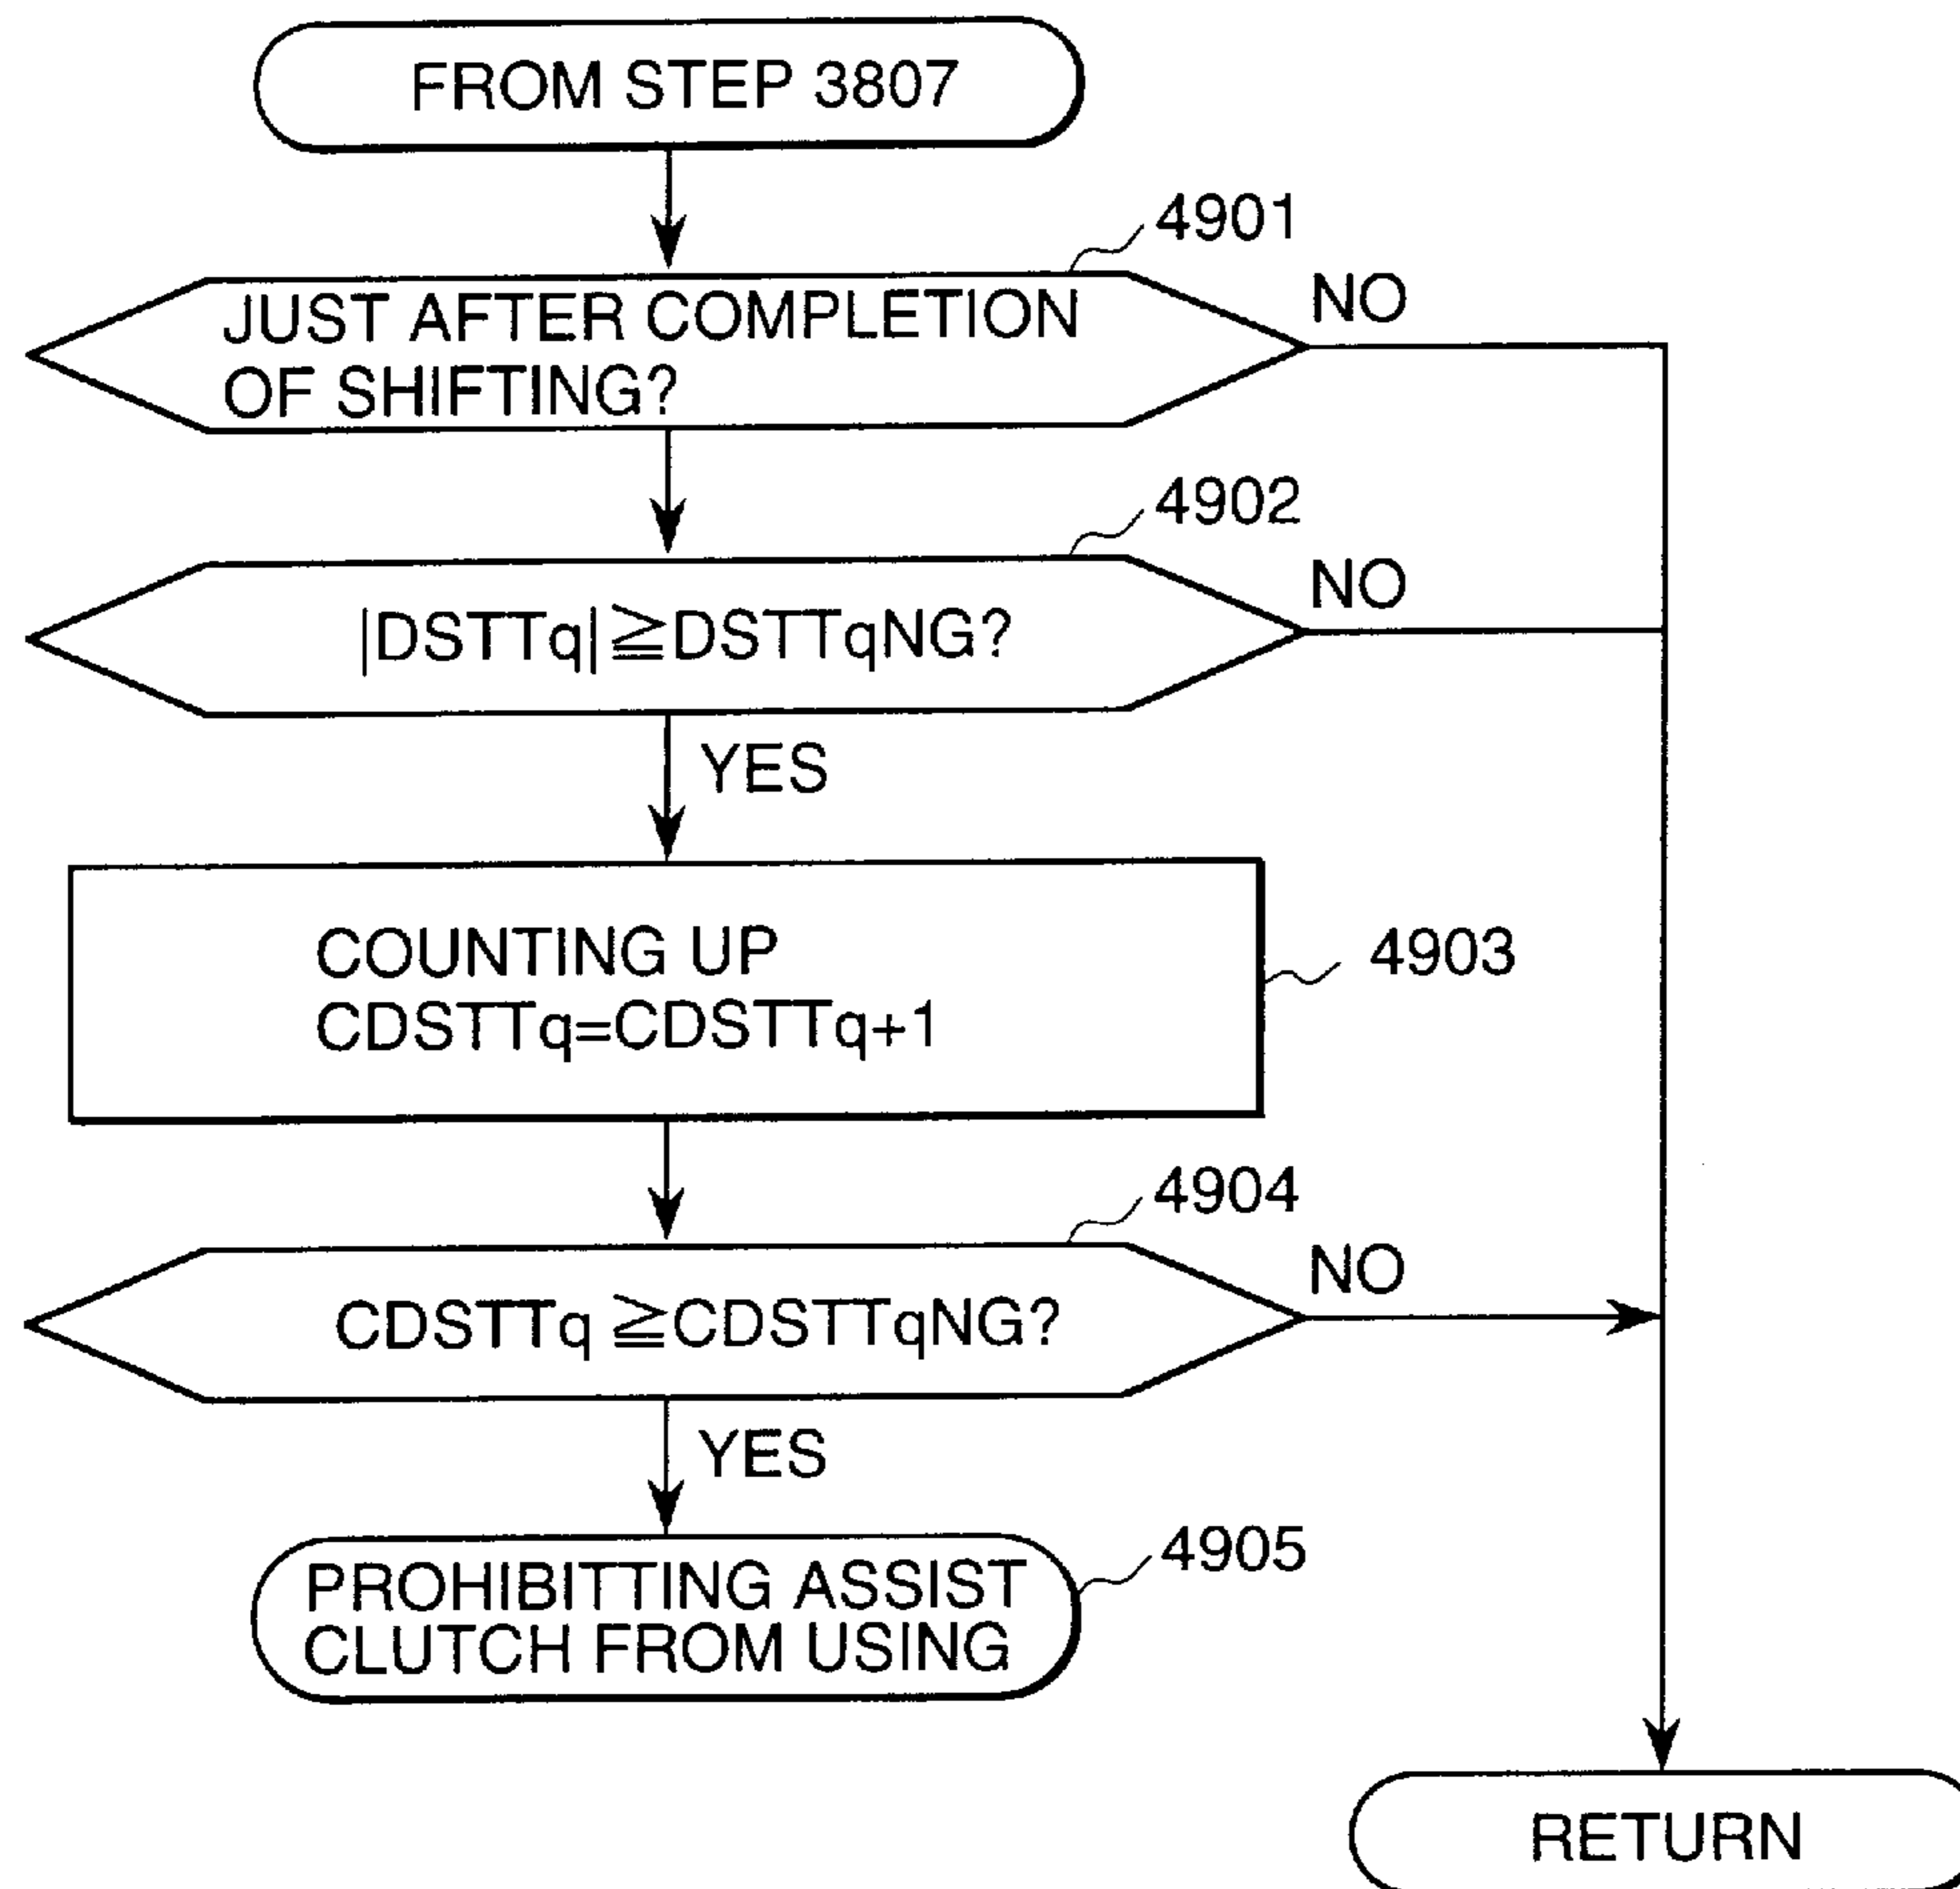 FROM STEP 3807
4901
JUST AFTER COMPLETION
OF SHIFTING?
NO
4902
|DSTTq|≧DSTTqNG?
NO
YES
COUNTING UP
CDSTTq=CDSTTq+1
4903
4904
CDSTTq ≧CDSTTqNG?
NO
YES
4905
PROHIBITTING ASSIST
CLUTCH FROM USING
RETURN